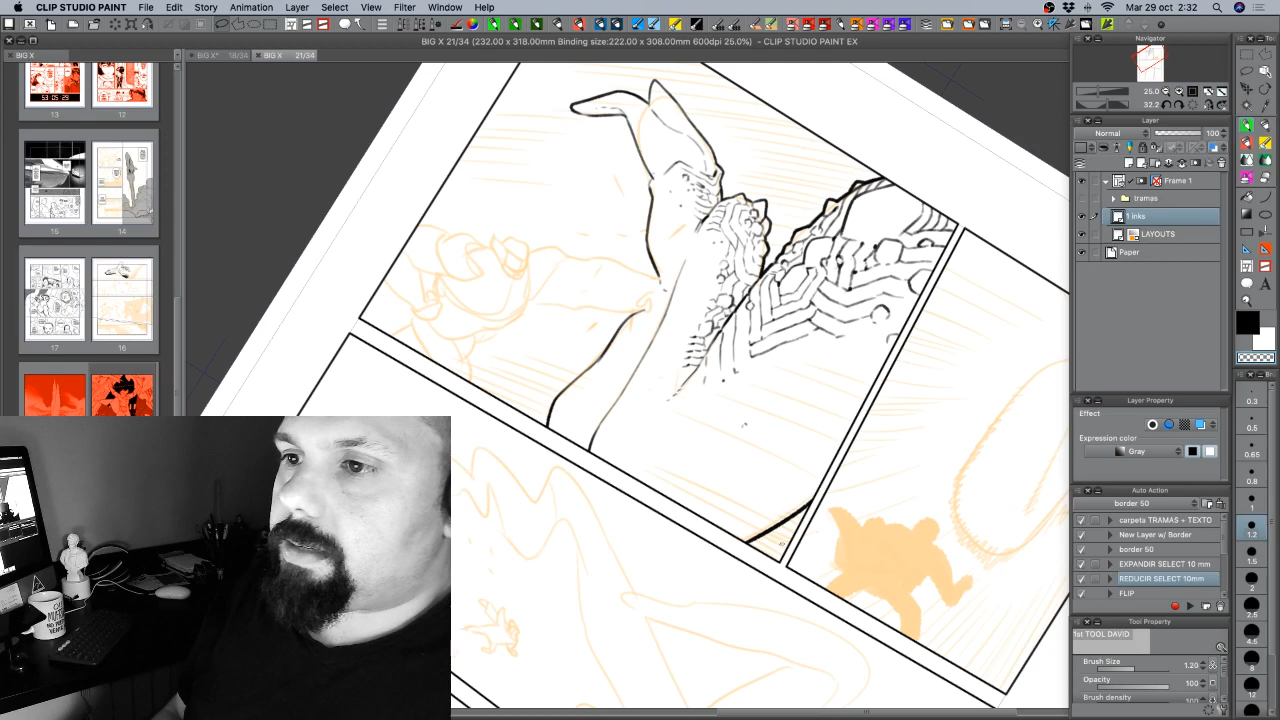 CLIP STUDIO PAINT File Edit Story Animation Layer Select View Filter Window Help
Mar 29 oct 2:32
BIG X 21/34 (232.00 x 318.00mm Binding size:222.00 x 308.00mm 600dpi 25.0%) - CLIP STUDIO PAINT EX
BIG X
BIG X* 18/34
BIG X 21/34
Navigator
25.0
32.2
Layer
Normal
100
Frame 1
tramas
1 inks
LAYOUTS
Paper
13
12
15
14
17
16
Layer Property
Effect
Expression color
Gray
Auto Action
border 50
carpeta TRAMAS + TEXTO
New Layer w/ Border
border 50
EXPANDIR SELECT 10 mm
REDUCIR SELECT 10mm
FLIP
Tool Property
1st TOOL DAVID
Brush Size
1.20
Opacity
100
Brush density
100
0.3
0.5
0.65
0.8
1
1.2
1.5
2
2.5
4.5
8
12